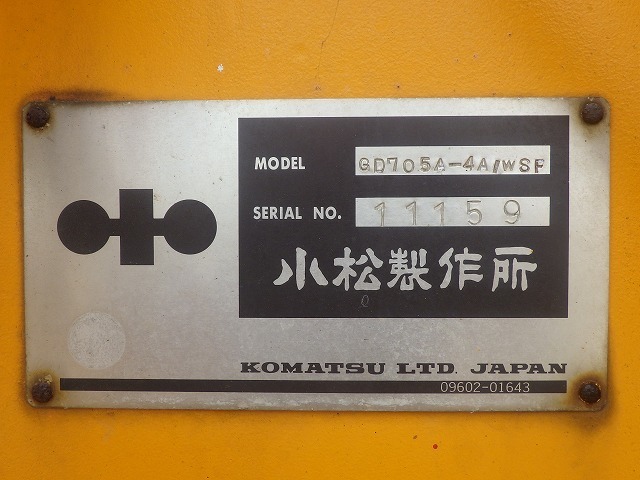 MODEL GD705A-4A/WSF
SERIAL NO. 11159
小松製作所
KOMATSU LTD. JAPAN
09602-01643